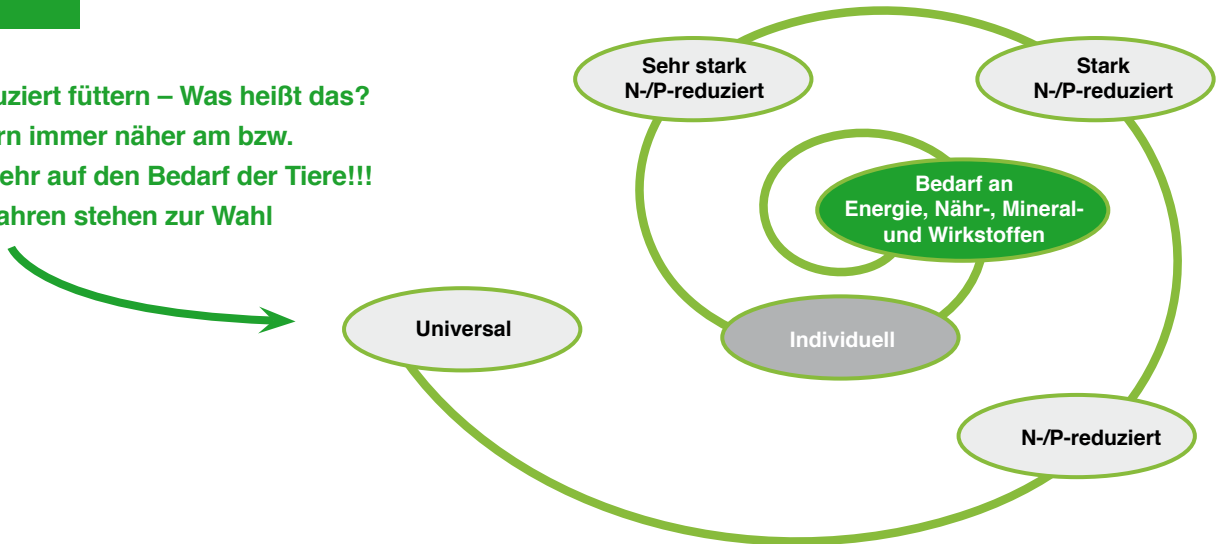 uziert füttern – Was heißt das?
rn immer näher am bzw.
ehr auf den Bedarf der Tiere!!!
ahren stehen zur Wahl
Sehr stark
N-/P-reduziert
Stark
N-/P-reduziert
Bedarf an
Energie, Nähr-, Mineral-
und Wirkstoffen
Universal
Individuell
N-/P-reduziert